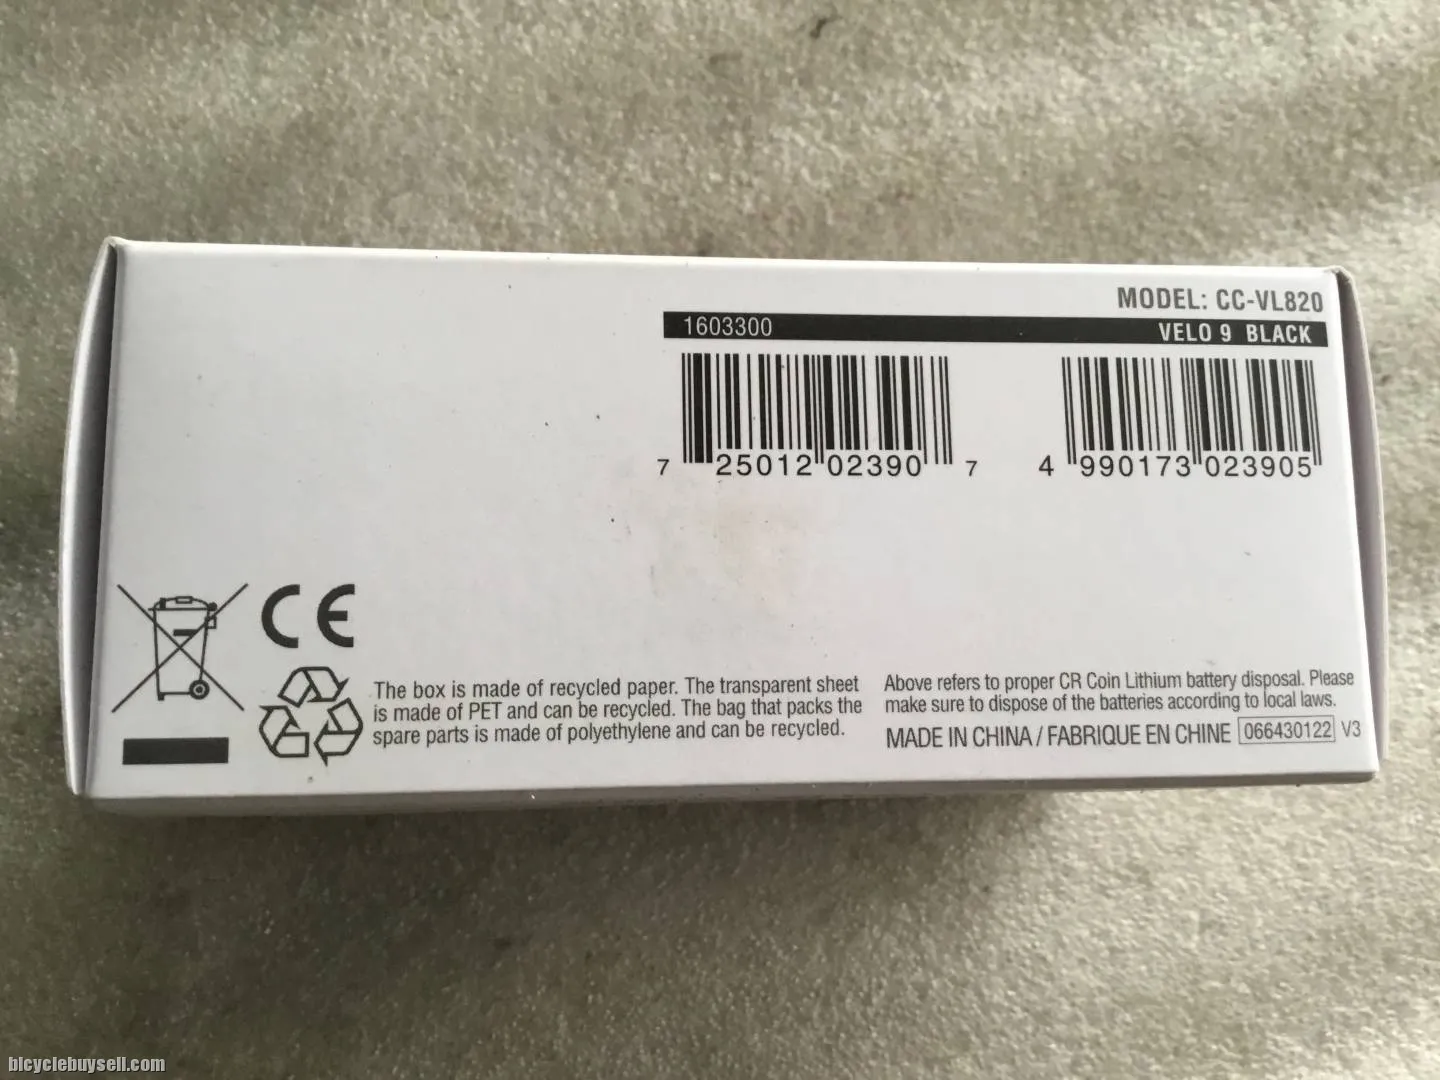 MODEL: CC-VL820
1603300 VELO 9 BLACK
7 25012 02390 7
4 990173 023905
CE
The box is made of recycled paper. The transparent sheet
is made of PET and can be recycled. The bag that packs the
spare parts is made of polyethylene and can be recycled.
Above refers to proper CR Coin Lithium battery disposal. Please
make sure to dispose of the batteries according to local laws.
MADE IN CHINA / FABRIQUE EN CHINE 066430122 V3
bicyclebuysell.com